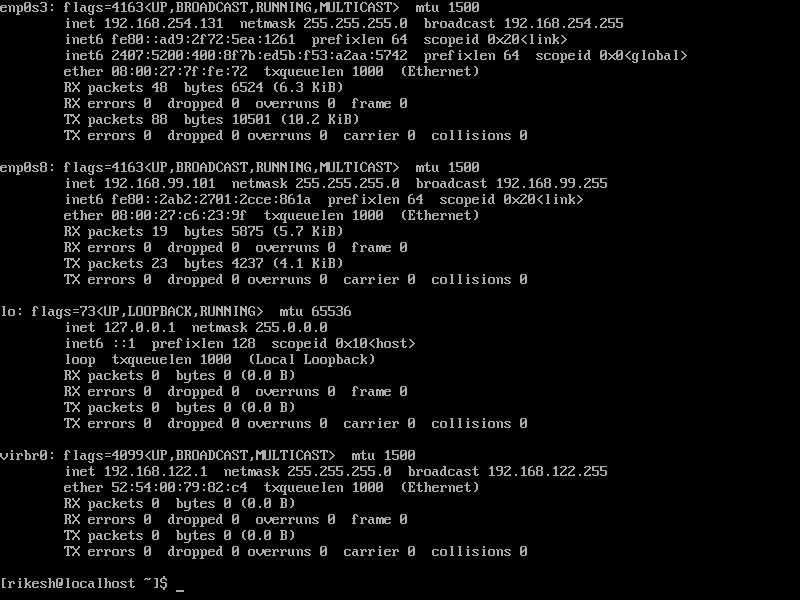 enp0s3: flags=4163<UP,BROADCAST,RUNNING,MULTICAST>  mtu 1500
        inet 192.168.254.131  netmask 255.255.255.0  broadcast 192.168.254.255
        inet6 fe80::ad9:2f72:5ea:1261  prefixlen 64  scopeid 0x20<link>
        inet6 2407:5200:400:8f7b:ed5b:f53:a2aa:5742  prefixlen 64  scopeid 0x0<global>
        ether 08:00:27:7f:fe:72  txqueuelen 1000  (Ethernet)
        RX packets 48  bytes 6524 (6.3 KiB)
        RX errors 0  dropped 0  overruns 0  frame 0
        TX packets 88  bytes 10501 (10.2 KiB)
        TX errors 0  dropped 0 overruns 0  carrier 0  collisions 0

enp0s8: flags=4163<UP,BROADCAST,RUNNING,MULTICAST>  mtu 1500
        inet 192.168.99.101  netmask 255.255.255.0  broadcast 192.168.99.255
        inet6 fe80::2ab2:2701:2cce:861a  prefixlen 64  scopeid 0x20<link>
        ether 08:00:27:c6:23:9f  txqueuelen 1000  (Ethernet)
        RX packets 19  bytes 5875 (5.7 KiB)
        RX errors 0  dropped 0  overruns 0  frame 0
        TX packets 23  bytes 4237 (4.1 KiB)
        TX errors 0  dropped 0 overruns 0  carrier 0  collisions 0

lo: flags=73<UP,LOOPBACK,RUNNING>  mtu 65536
        inet 127.0.0.1  netmask 255.0.0.0
        inet6 ::1  prefixlen 128  scopeid 0x10<host>
        loop  txqueuelen 1000  (Local Loopback)
        RX packets 0  bytes 0 (0.0 B)
        RX errors 0  dropped 0  overruns 0  frame 0
        TX packets 0  bytes 0 (0.0 B)
        TX errors 0  dropped 0 overruns 0  carrier 0  collisions 0

virbr0: flags=4099<UP,BROADCAST,MULTICAST>  mtu 1500
        inet 192.168.122.1  netmask 255.255.255.0  broadcast 192.168.122.255
        ether 52:54:00:79:82:c4  txqueuelen 1000  (Ethernet)
        RX packets 0  bytes 0 (0.0 B)
        RX errors 0  dropped 0  overruns 0  frame 0
        TX packets 0  bytes 0 (0.0 B)
        TX errors 0  dropped 0 overruns 0  carrier 0  collisions 0

[rikesh@localhost ~]$ _